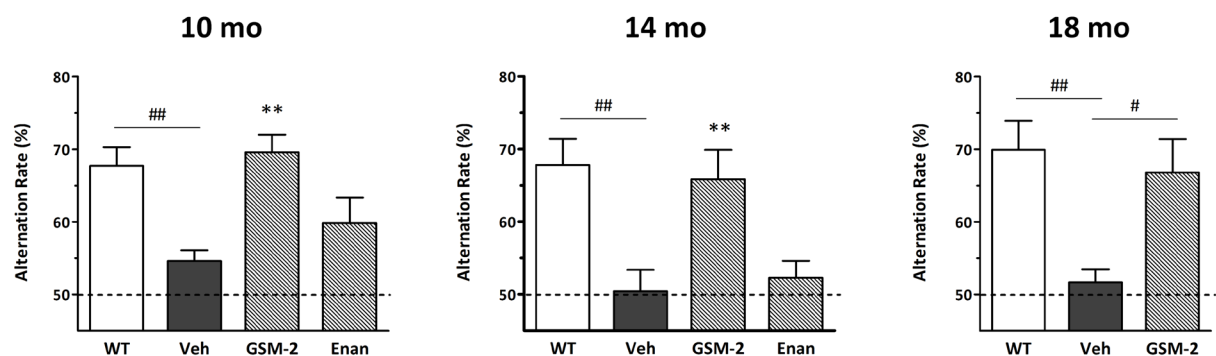 10 mo
Alternation Rate (%)
80
70
60
50
##
**
WT Veh GSM-2 Enan
14 mo
Alternation Rate (%)
80
70
60
50
##
**
WT Veh GSM-2 Enan
18 mo
Alternation Rate (%)
80
70
60
50
##
#
WT Veh GSM-2